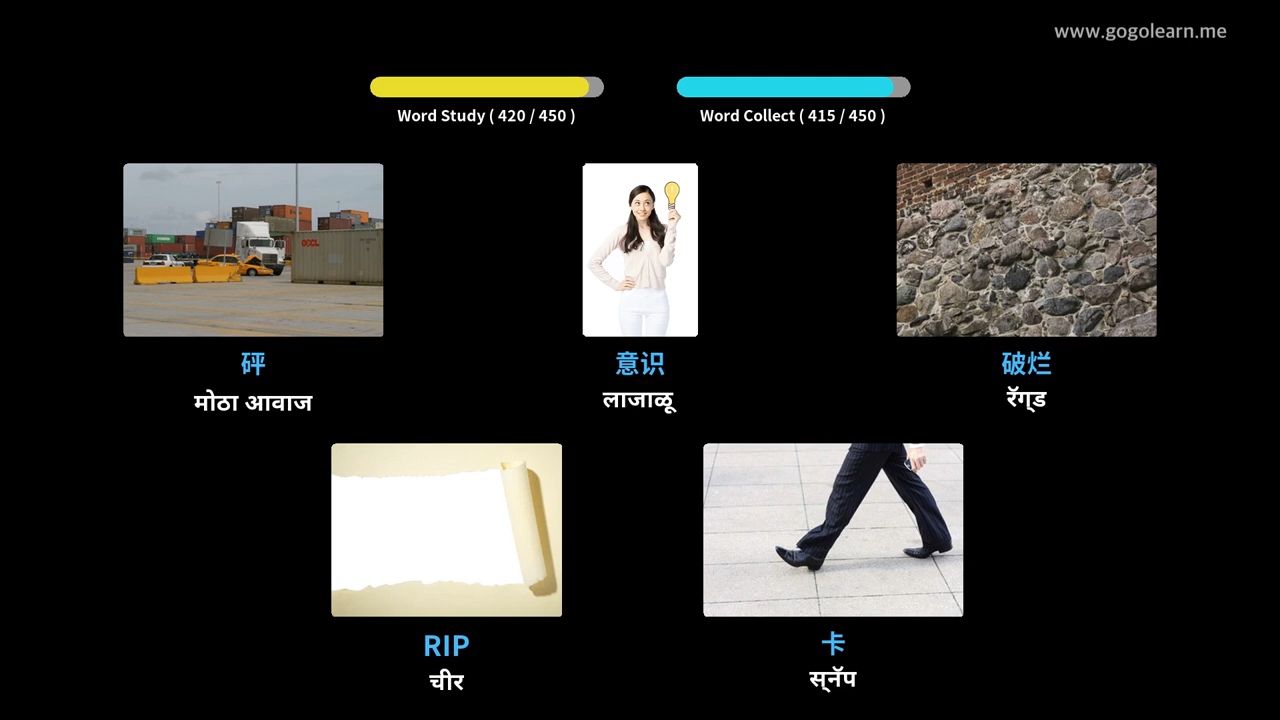 www.gogolearn.me
Word Study ( 420 / 450 )
Word Collect ( 415 / 450 )
OOCL
砰
意识
破烂
मोठा आवाज
लाजाळू
रॅग्ड
RIP
卡
चीर
स्नॅप